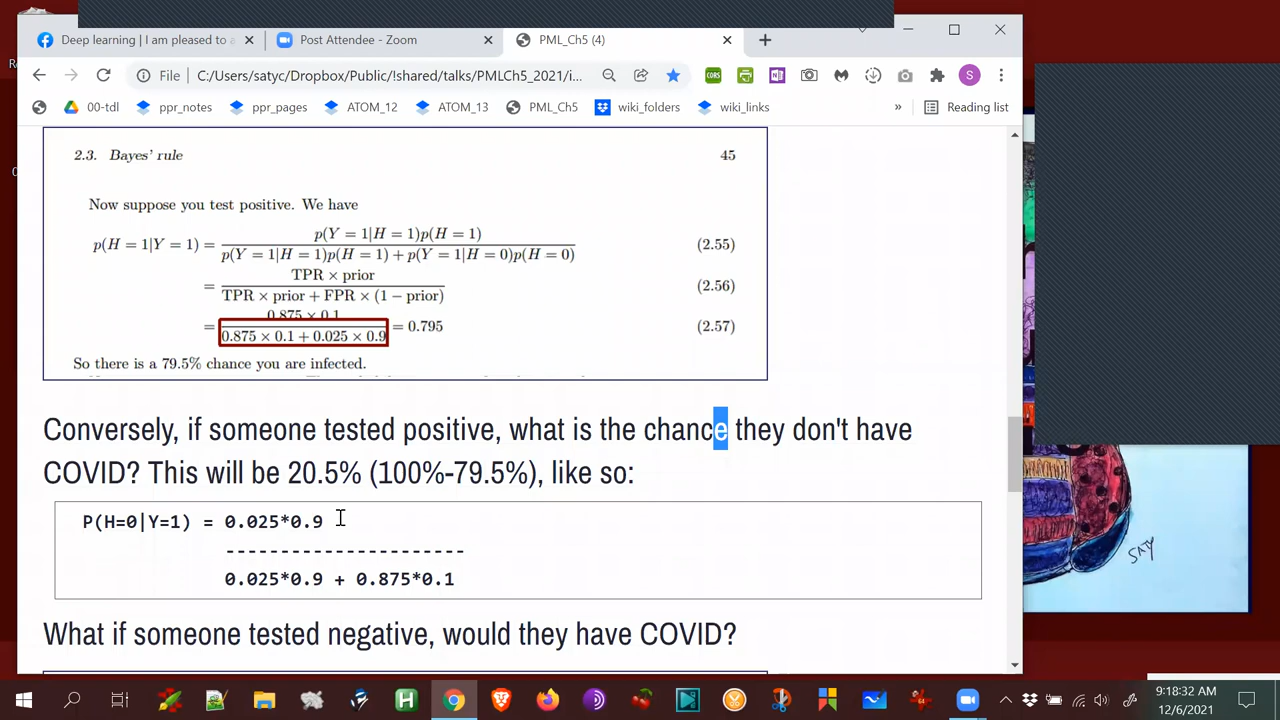 Deep learning | I am pleased to a
Post Attendee - Zoom
PML_Ch5 (4)
File
C:/Users/satyc/Dropbox/Public/!shared/talks/PMLCh5_2021/i...
CORS
S
00-tdl
ppr_notes
ppr_pages
ATOM_12
ATOM_13
PML_Ch5
wiki_folders
wiki_links
»
Reading list
2.3. Bayes' rule 45
Now suppose you test positive. We have
p(H = 1|Y = 1) = p(Y = 1|H = 1)p(H = 1)
p(Y = 1|H = 1)p(H = 1) + p(Y = 1|H = 0)p(H = 0) (2.55)
= TPR × prior
TPR × prior + FPR × (1 − prior) (2.56)
= 0.875 × 0.1
0.875 × 0.1 + 0.025 × 0.9 = 0.795 (2.57)
So there is a 79.5% chance you are infected.
Conversely, if someone tested positive, what is the chance they don't have
COVID? This will be 20.5% (100%-79.5%), like so:
P(H=0|Y=1) = 0.025*0.9
----------------------
0.025*0.9 + 0.875*0.1
What if someone tested negative, would they have COVID?
SATY
9:18:32 AM
12/6/2021